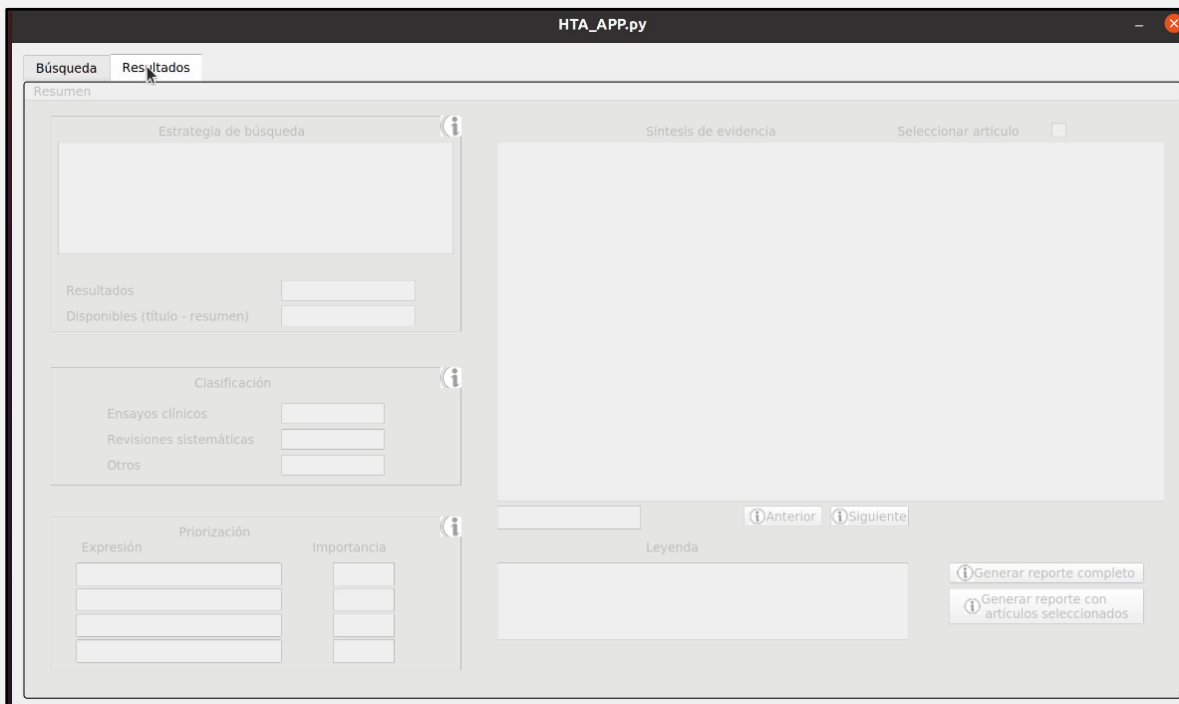 HTA_APP.py
Búsqueda
Resultados
Resumen
Estrategia de búsqueda
Resultados
Disponibles (título - resumen)
Clasificación
Ensayos clínicos
Revisiones sistemáticas
Otros
Priorización
Expresión
Importancia
Síntesis de evidencia
Seleccionar artículo
Anterior
Siguiente
Leyenda
Generar reporte completo
Generar reporte con
artículos seleccionados